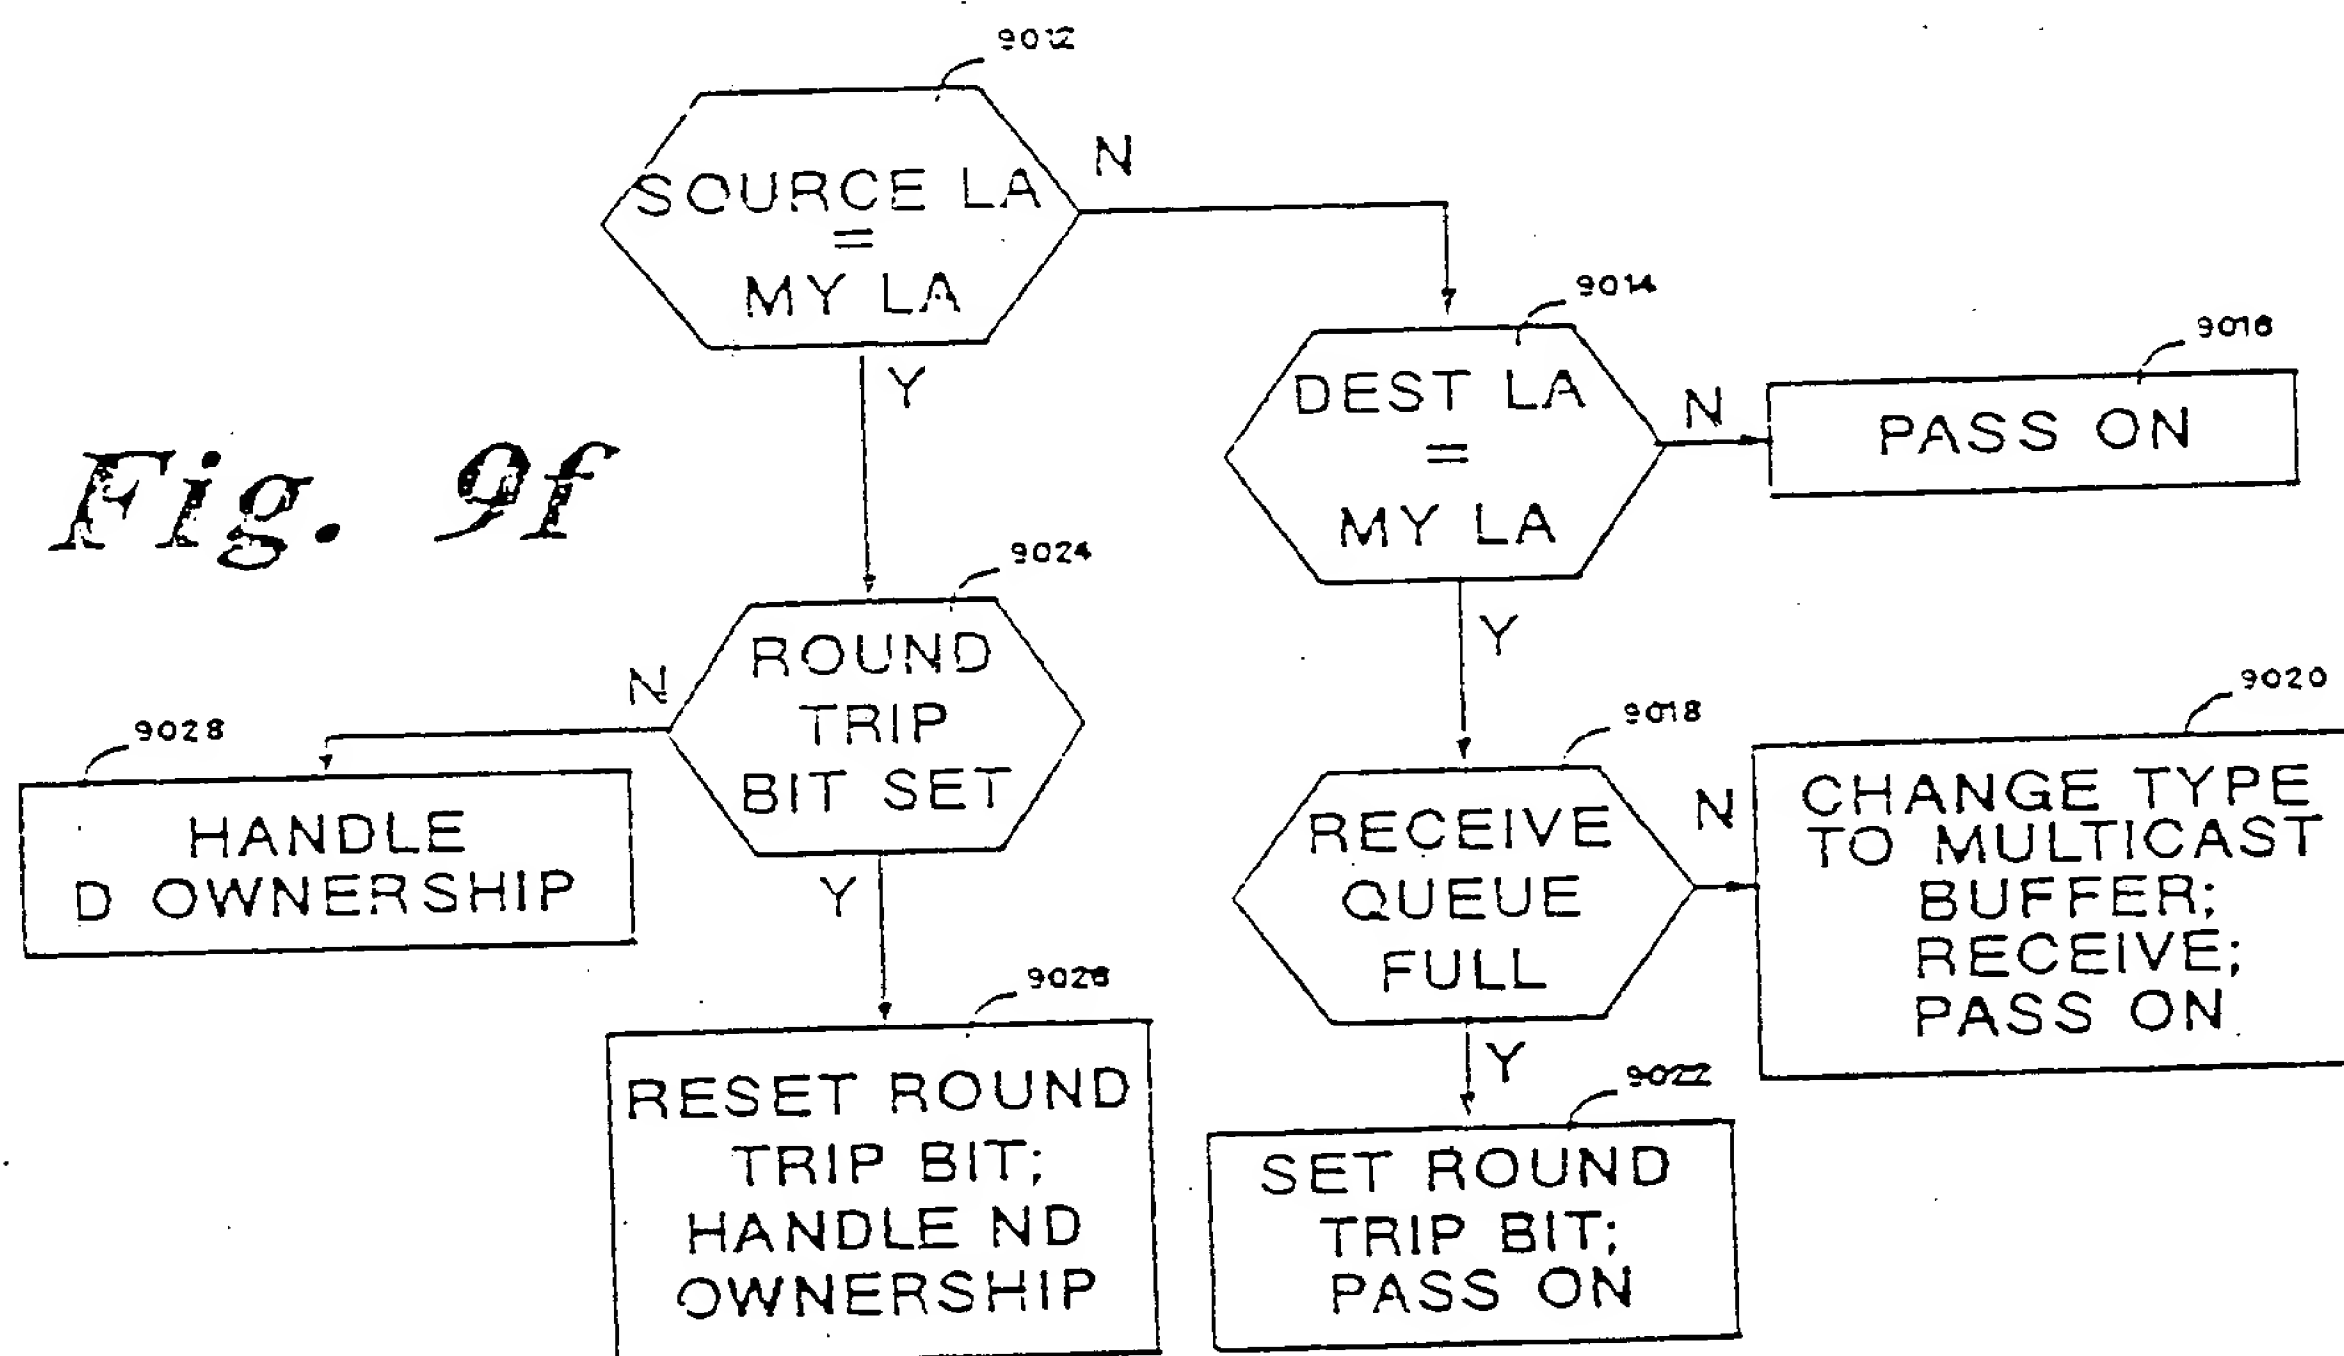 9012
SOURCE LA
=
MY LA
N
Y
9014
DEST LA
=
MY LA
N
Y
9016
PASS ON
Fig. 9f
9024
ROUND
TRIP
BIT SET
N
Y
9028
HANDLE
D OWNERSHIP
9026
RESET ROUND
TRIP BIT;
HANDLE ND
OWNERSHIP
9018
RECEIVE
QUEUE
FULL
N
Y
9020
CHANGE TYPE
TO MULTICAST
BUFFER;
RECEIVE;
PASS ON
9022
SET ROUND
TRIP BIT;
PASS ON